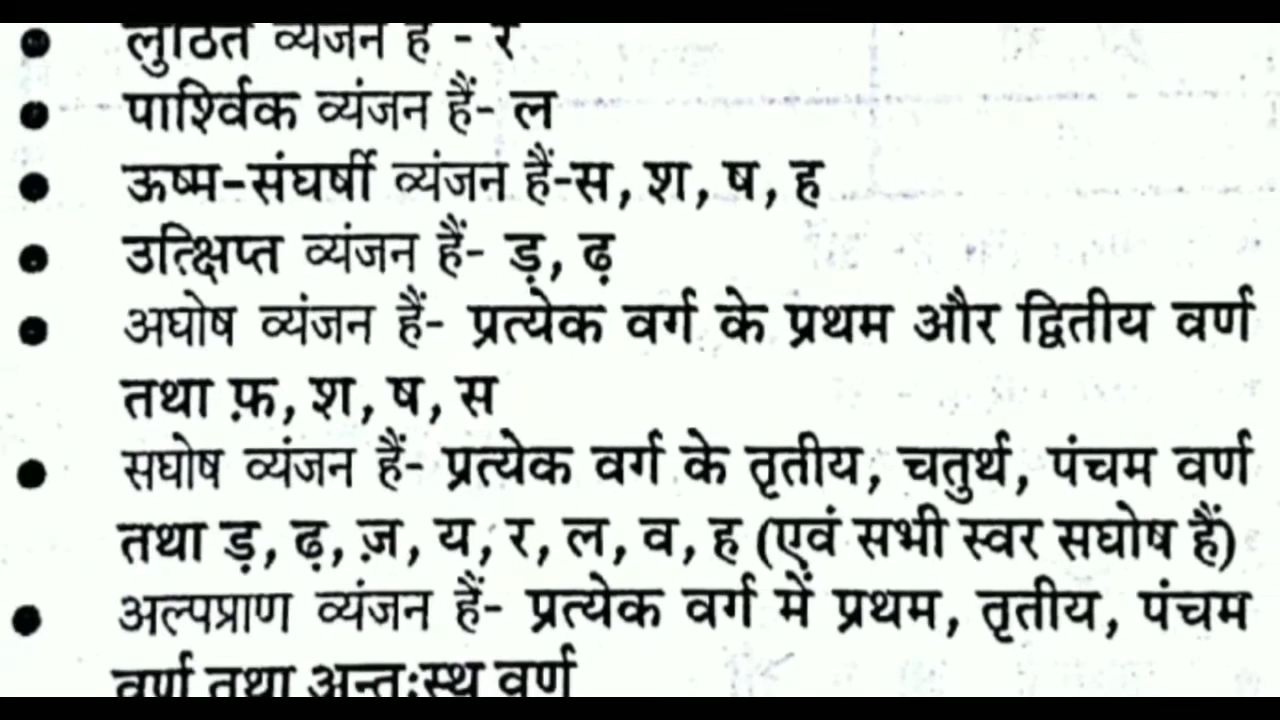 ● लुंठित व्यंजन हैं - र
● पार्श्विक व्यंजन हैं- ल
● ऊष्म-संघर्षी व्यंजन हैं-स, श, ष, ह
● उत्क्षिप्त व्यंजन हैं- ड़, ढ़
● अघोष व्यंजन हैं- प्रत्येक वर्ग के प्रथम और द्वितीय वर्ण
तथा फ़, श, ष, स
● सघोष व्यंजन हैं- प्रत्येक वर्ग के तृतीय, चतुर्थ, पंचम वर्ण
तथा ड़, ढ़, ज़, य, र, ल, व, ह (एवं सभी स्वर सघोष हैं)
● अल्पप्राण व्यंजन हैं- प्रत्येक वर्ग में प्रथम, तृतीय, पंचम
वर्ण तथा अन्तःस्थ वर्ण